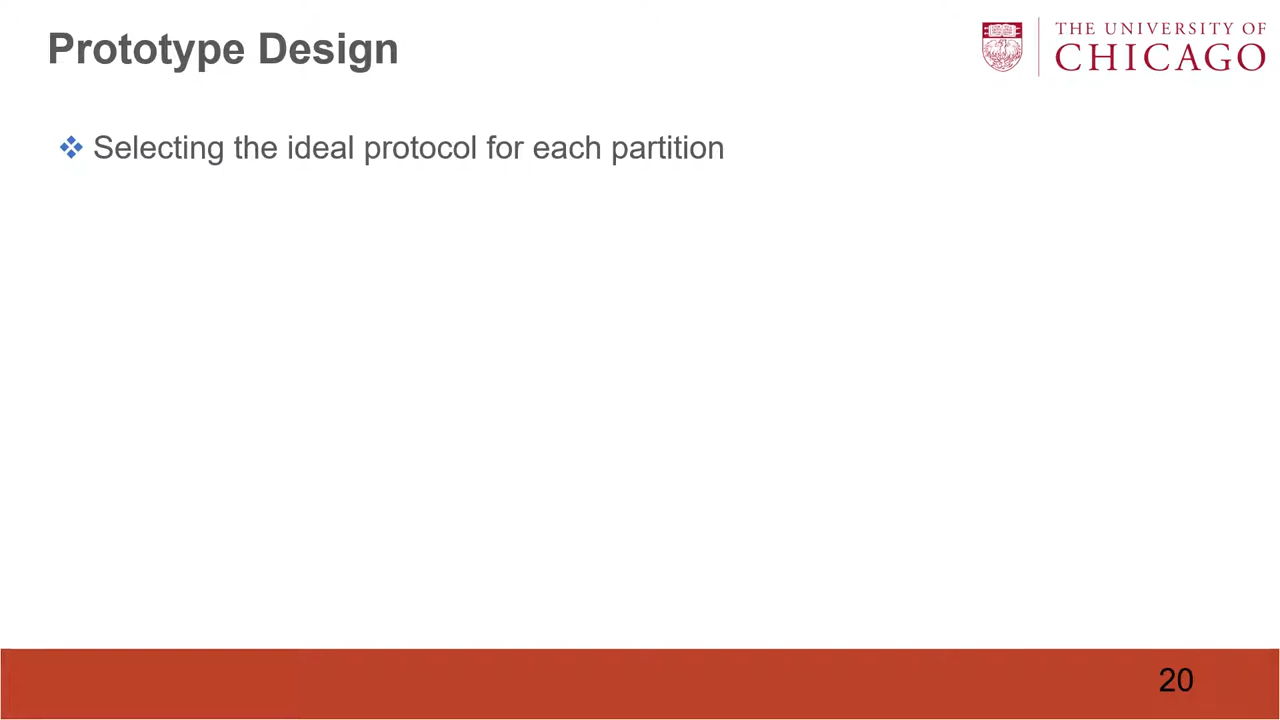 Prototype Design
THE UNIVERSITY OF
CHICAGO
Selecting the ideal protocol for each partition
20